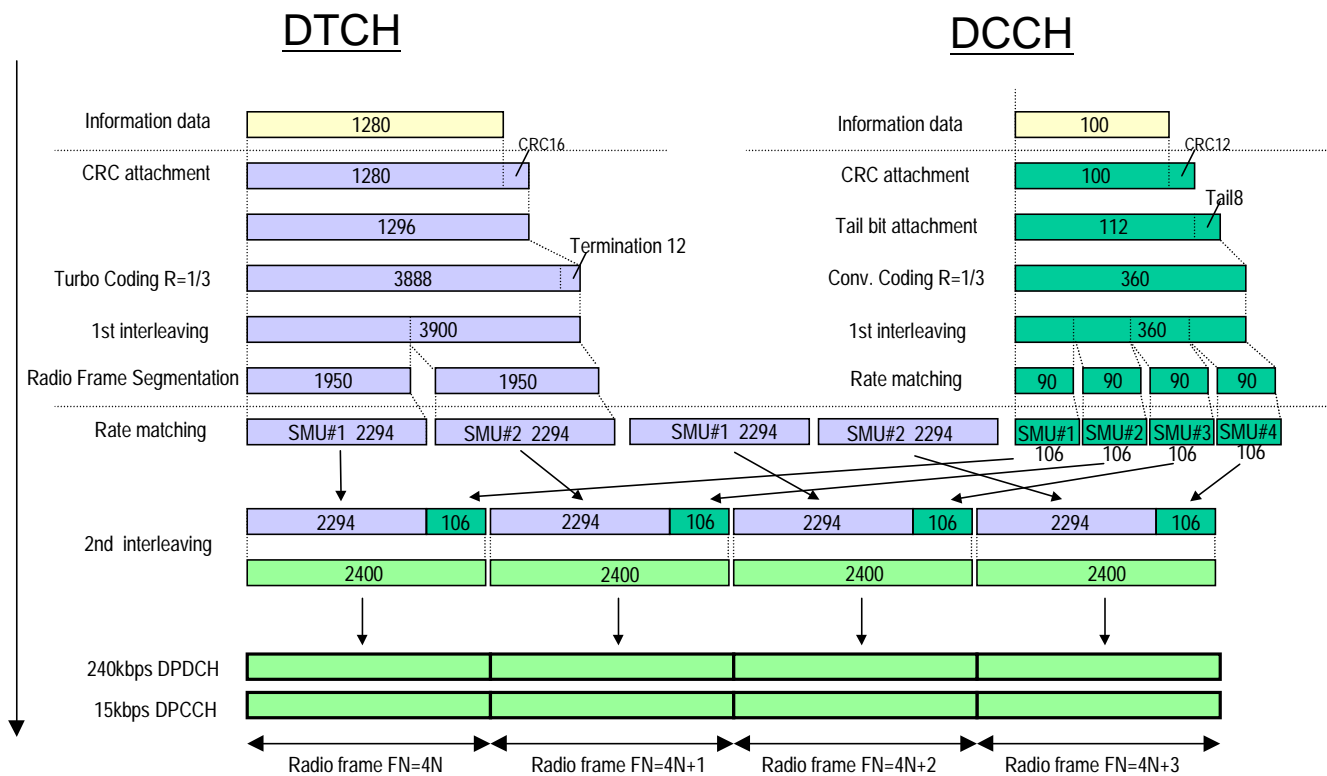 DTCH DCCH
Information data 1280 Information data 100
CRC16 CRC12
CRC attachment 1280 CRC attachment 100
Tail8
1296 Tail bit attachment 112
Termination 12
Turbo Coding R=1/3 3888 Conv. Coding R=1/3 360
1st interleaving 3900 1st interleaving 360
Radio Frame Segmentation 1950 1950 Rate matching 90 90 90 90
Rate matching SMU#1 2294 SMU#2 2294 SMU#1 2294 SMU#2 2294 SMU#1 SMU#2 SMU#3 SMU#4
106 106 106 106
2294 106 2294 106 2294 106 2294 106
2nd interleaving
2400 2400 2400 2400
240kbps DPDCH
15kbps DPCCH
Radio frame FN=4N Radio frame FN=4N+1 Radio frame FN=4N+2 Radio frame FN=4N+3